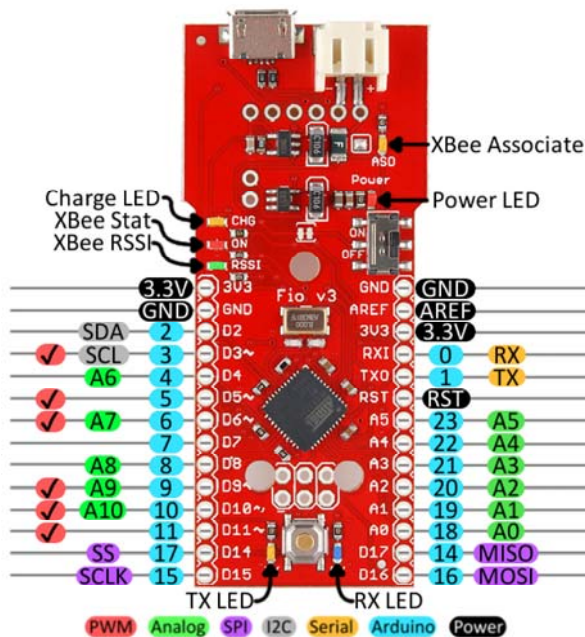 XBee Associate
ASO
Power
Power LED
Charge LED
CHG
XBee Stat
ON
XBee RSSI
RSSI
ON
OFF
Fio v3
3.3V 3V3 GND GND
GND GND AREF AREF
SDA 2 D2 3V3 3.3V
✓ SCL 3 D3~ RXI 0 RX
A6 4 D4 TXO 1 TX
✓ 5 D5~ RST RST
✓ A7 6 D6~ A5 23 A5
7 D7 A4 22 A4
A8 8 D8 A3 21 A3
✓ A9 9 D9~ A2 20 A2
✓ A10 10 D10~ A1 19 A1
✓ 11 D11~ A0 18 A0
SS 17 D14 D17 14 MISO
SCLK 15 D15 D16 16 MOSI
TX LED RX LED
PWM Analog SPI I2C Serial Arduino Power